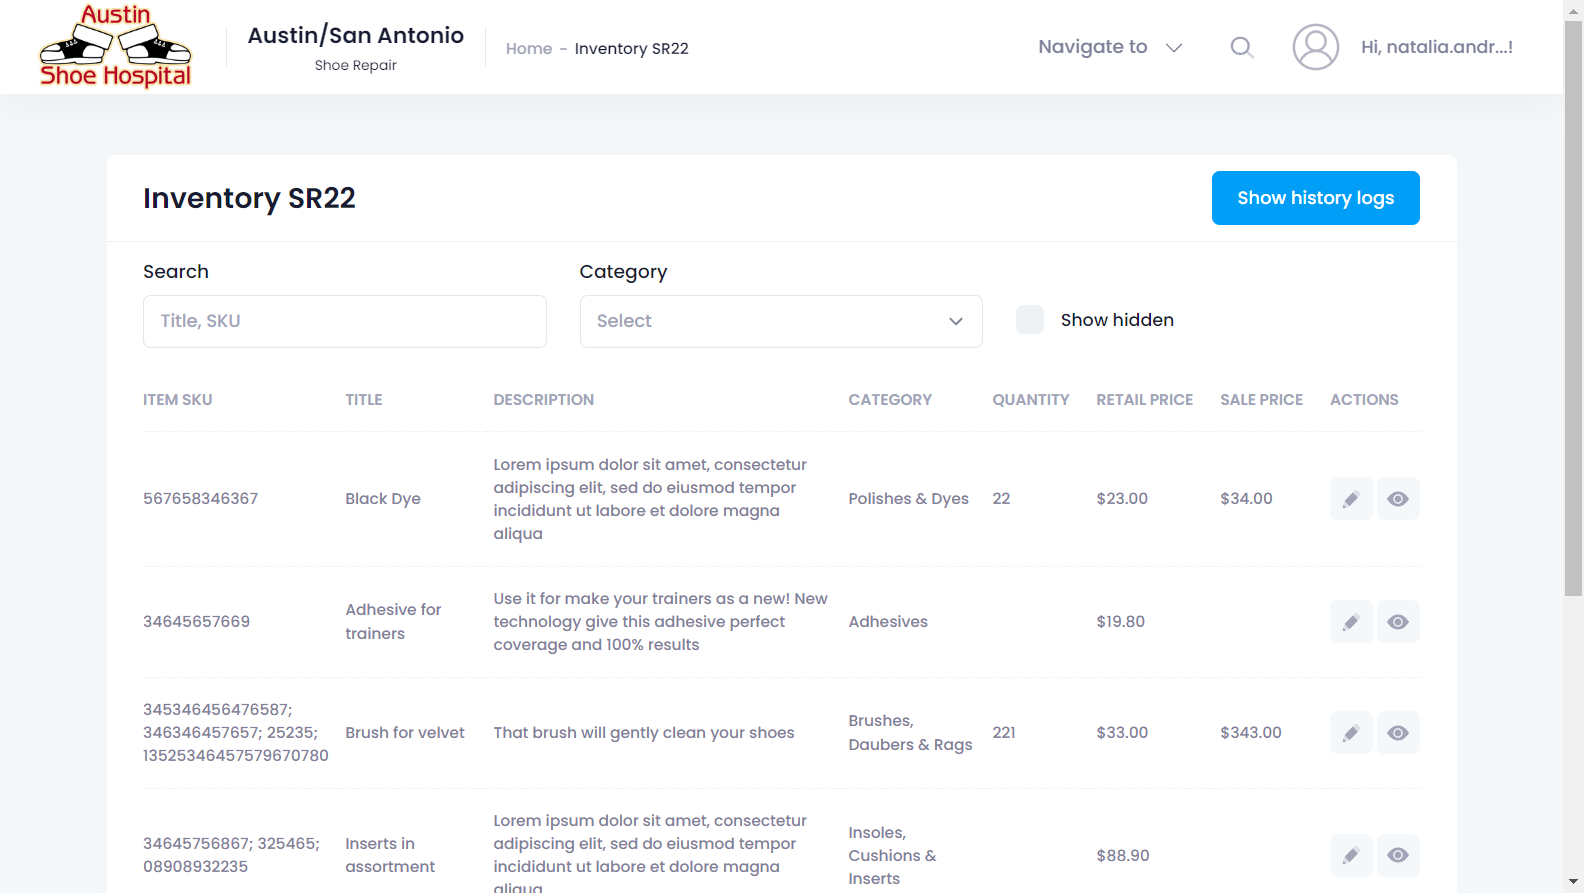 Austin
Shoe Hospital
Austin/San Antonio
Shoe Repair
Home - Inventory SR22
Navigate to
Hi, natalia.andr...!
Inventory SR22
Show history logs
Search
Category
Title, SKU
Select
Show hidden
ITEM SKU TITLE DESCRIPTION CATEGORY QUANTITY RETAIL PRICE SALE PRICE ACTIONS
567658346367
Black Dye
Lorem ipsum dolor sit amet, consectetur
adipiscing elit, sed do eiusmod tempor
incididunt ut labore et dolore magna
aliqua
Polishes & Dyes
22
$23.00
$34.00
34645657669
Adhesive for
trainers
Use it for make your trainers as a new! New
technology give this adhesive perfect
coverage and 100% results
Adhesives
$19.80
345346456476587;
346346457657; 25235;
13525346457579670780
Brush for velvet
That brush will gently clean your shoes
Brushes,
Daubers & Rags
221
$33.00
$343.00
34645756867; 325465;
08908932235
Inserts in
assortment
Lorem ipsum dolor sit amet, consectetur
adipiscing elit, sed do eiusmod tempor
incididunt ut labore et dolore magna
aliqua
Insoles,
Cushions &
Inserts
$88.90